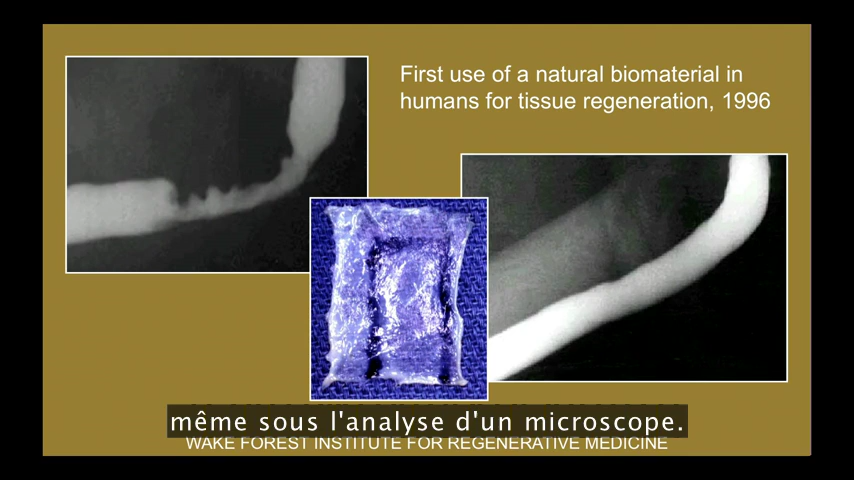 First use of a natural biomaterial in
humans for tissue regeneration, 1996
même sous l'analyse d'un microscope.
WAKE FOREST INSTITUTE FOR REGENERATIVE MEDICINE